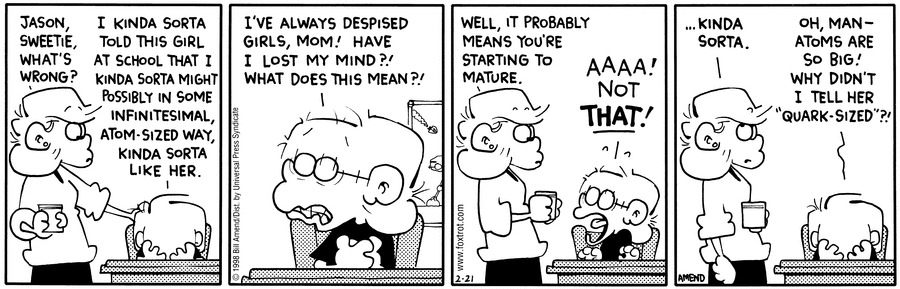 JASON,
SWEETIE,
WHAT'S
WRONG?
I KINDA SORTA
TOLD THIS GIRL
AT SCHOOL THAT I
KINDA SORTA MIGHT
POSSIBLY IN SOME
INFINITESIMAL,
ATOM-SIZED WAY,
KINDA SORTA
LIKE HER.
© 1998 Bill Amend/Dist. by Universal Press Syndicate
I'VE ALWAYS DESPISED
GIRLS, MOM! HAVE
I LOST MY MIND?!
WHAT DOES THIS MEAN?!
WELL, IT PROBABLY
MEANS YOU'RE
STARTING TO
MATURE.
AAAA!
NOT
THAT!
www.foxtrot.com
2-21
...KINDA
SORTA.
OH, MAN–
ATOMS ARE
SO BIG!
WHY DIDN'T
I TELL HER
"QUARK-SIZED"?!
AMEND